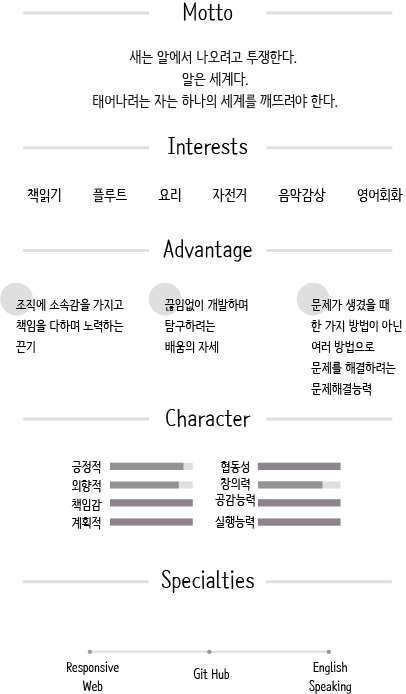 Motto
새는 알에서 나오려고 투쟁한다.
알은 세계다.
태어나려는 자는 하나의 세계를 깨뜨려야 한다.
Interests
책읽기 플루트 요리 자전거 음악감상 영어회화
Advantage
조직에 소속감을 가지고
책임을 다하며 노력하는
끈기
끊임없이 개발하며
탐구하려는
배움의 자세
문제가 생겼을 때
한 가지 방법이 아닌
여러 방법으로
문제를 해결하려는
문제해결능력
Character
긍정적
외향적
책임감
계획적
협동성
창의력
공감능력
실행능력
Specialties
Responsive
Web
Git Hub
English
Speaking